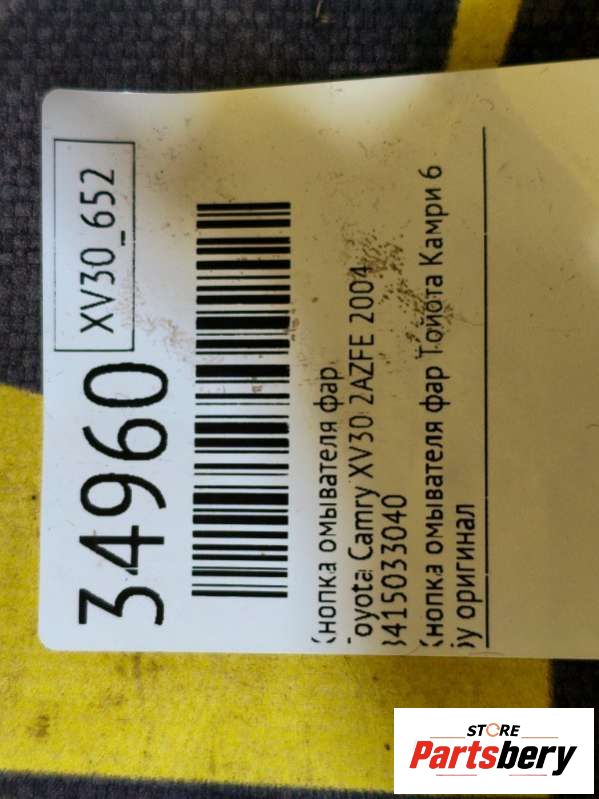 34960
XV30_652
Кнопка омывателя фар
Toyota Camry XV30 2AZFE 2004
8415033040
Кнопка омывателя фар Тойота Камри 6
бу оригинал
STORE
Partsbery